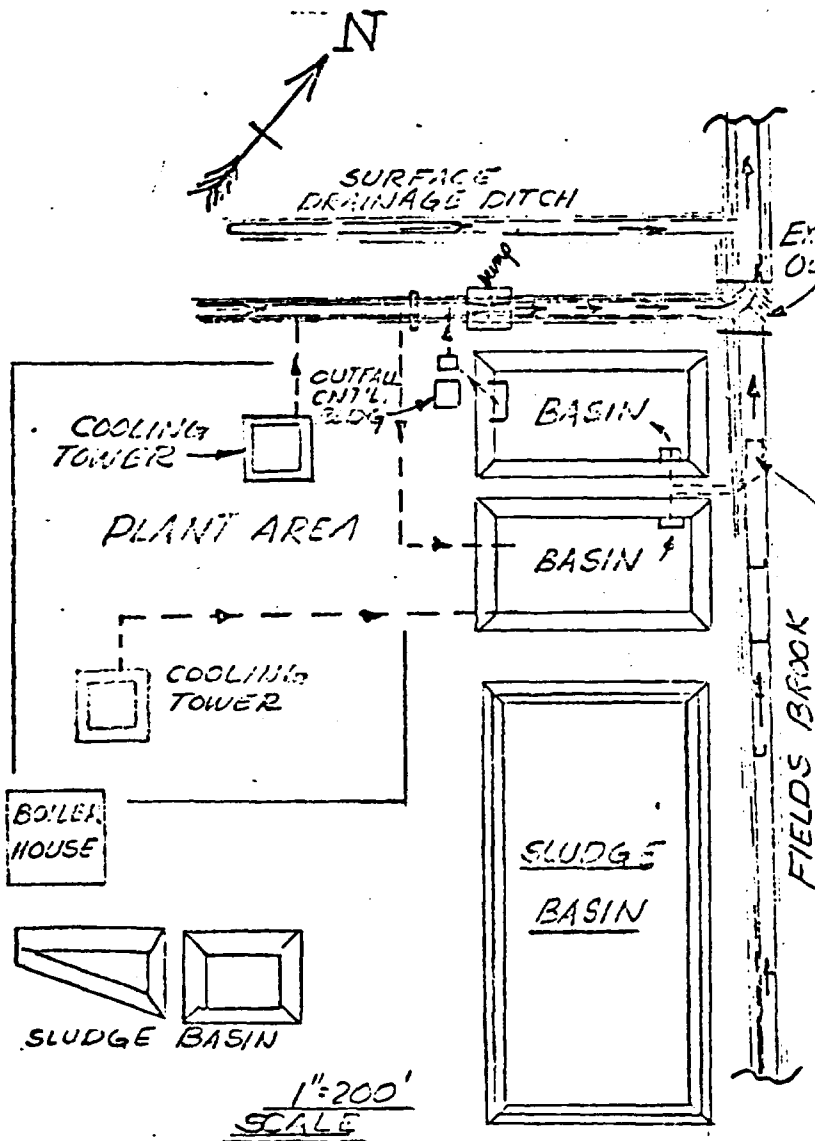 N
SURFACE
DRAINAGE DITCH
pump
OUTFALL
CNT'L.
BLDG
COOLING
TOWER
BASIN
PLANT AREA
BASIN
COOLING
TOWER
FIELDS BROOK
BOILER
HOUSE
SLUDGE
BASIN
SLUDGE BASIN
1"=200'
SCALE